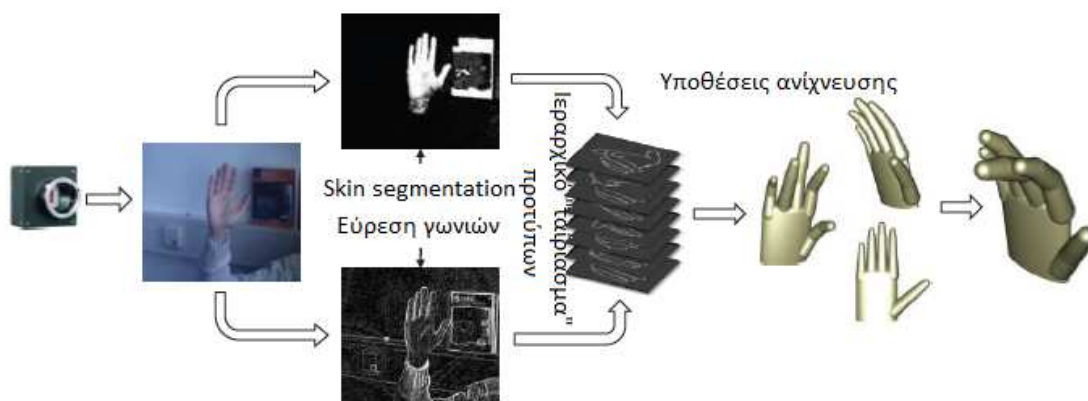 Υποθέσεις ανίχνευσης
Skin segmentation
Εύρεση γωνιών
Ιεραρχικό "ταίριασμα"
προτύπων